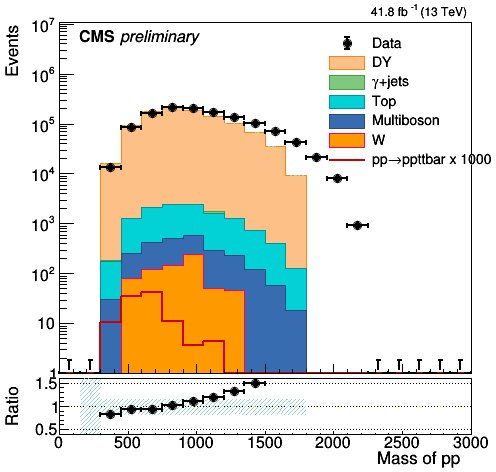 41.8 fb⁻¹ (13 TeV)
CMS preliminary
Events
10⁷
10⁶
10⁵
10⁴
10³
10²
10
1
Data
DY
γ+jets
Top
Multiboson
W
pp→ppttbar x 1000
Ratio
1.5
1
0.5
0 500 1000 1500 2000 2500 3000
Mass of pp